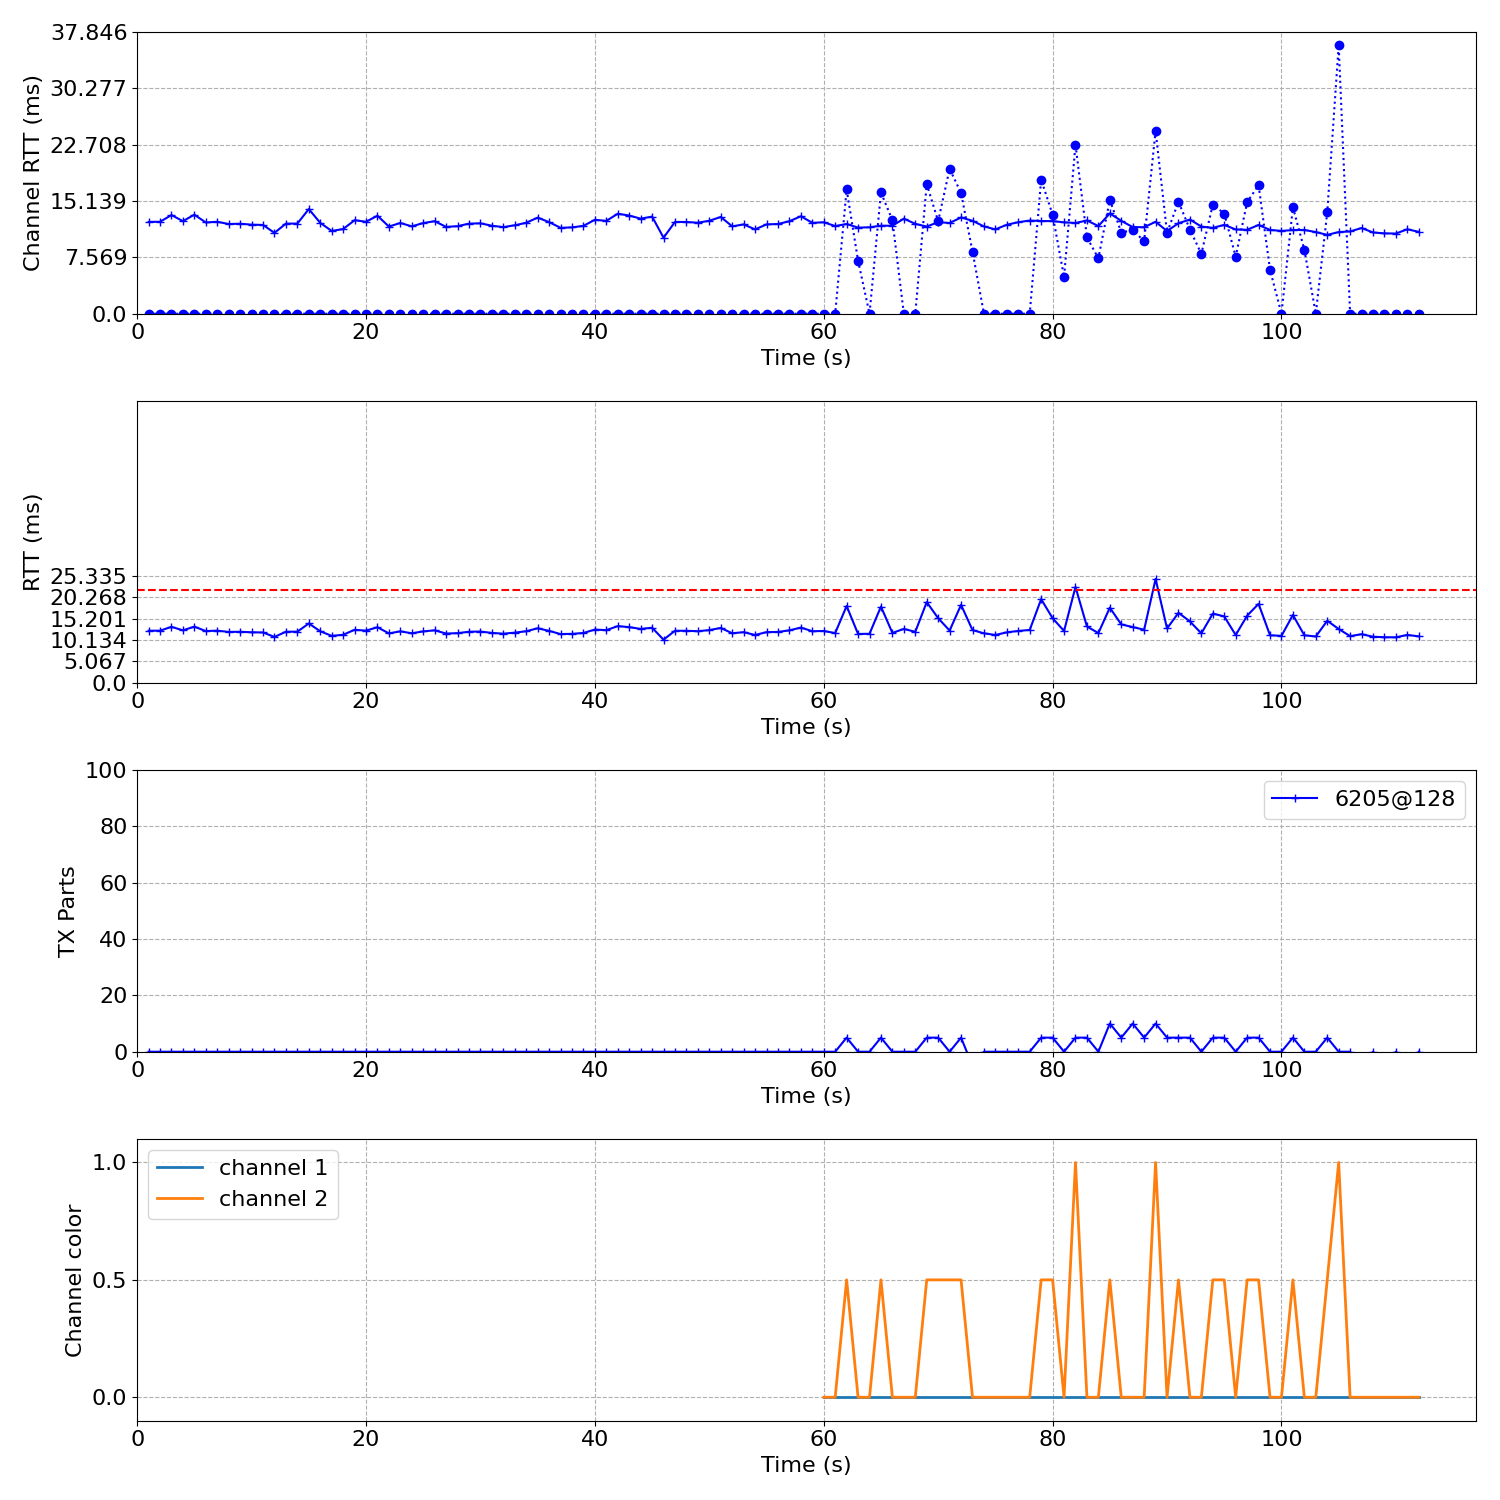 37.846
30.277
22.708
15.139
7.569
0.0
Channel RTT (ms)
0 20 40 60 80 100
Time (s)
25.335
20.268
15.201
10.134
5.067
0.0
RTT (ms)
0 20 40 60 80 100
Time (s)
100
80
60
40
20
0
TX Parts
6205@128
0 20 40 60 80 100
Time (s)
1.0
0.5
0.0
Channel color
channel 1
channel 2
0 20 40 60 80 100
Time (s)